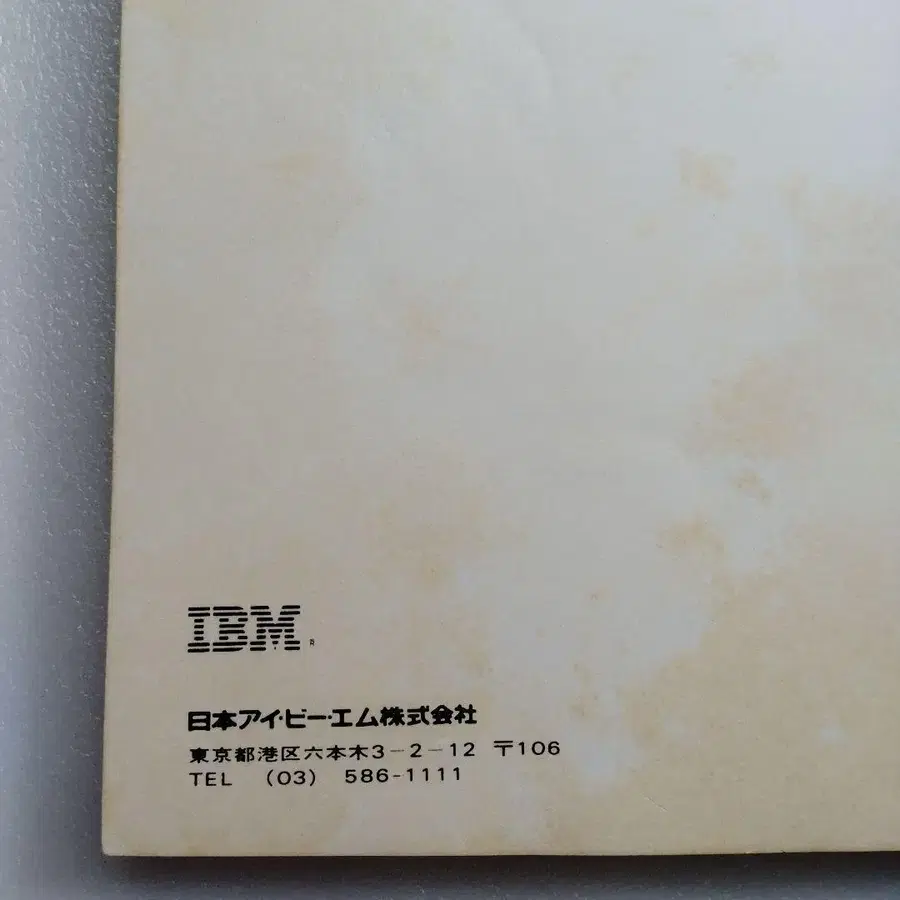 IBM®
日本アイ・ビー・エム株式会社
東京都港区六本木3-2-12 〒106
TEL (03) 586-1111